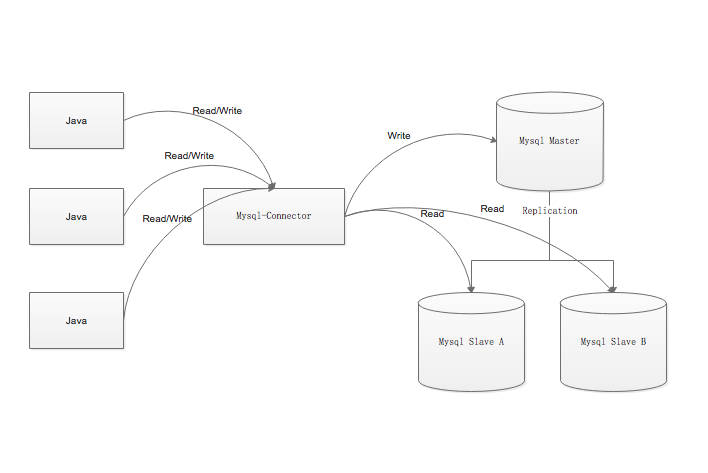 Java
Read/Write
Java
Read/Write
Java
Read/Write
Mysql-Connector
Write
Read
Read
Mysql Master
Replication
Mysql Slave A
Mysql Slave B